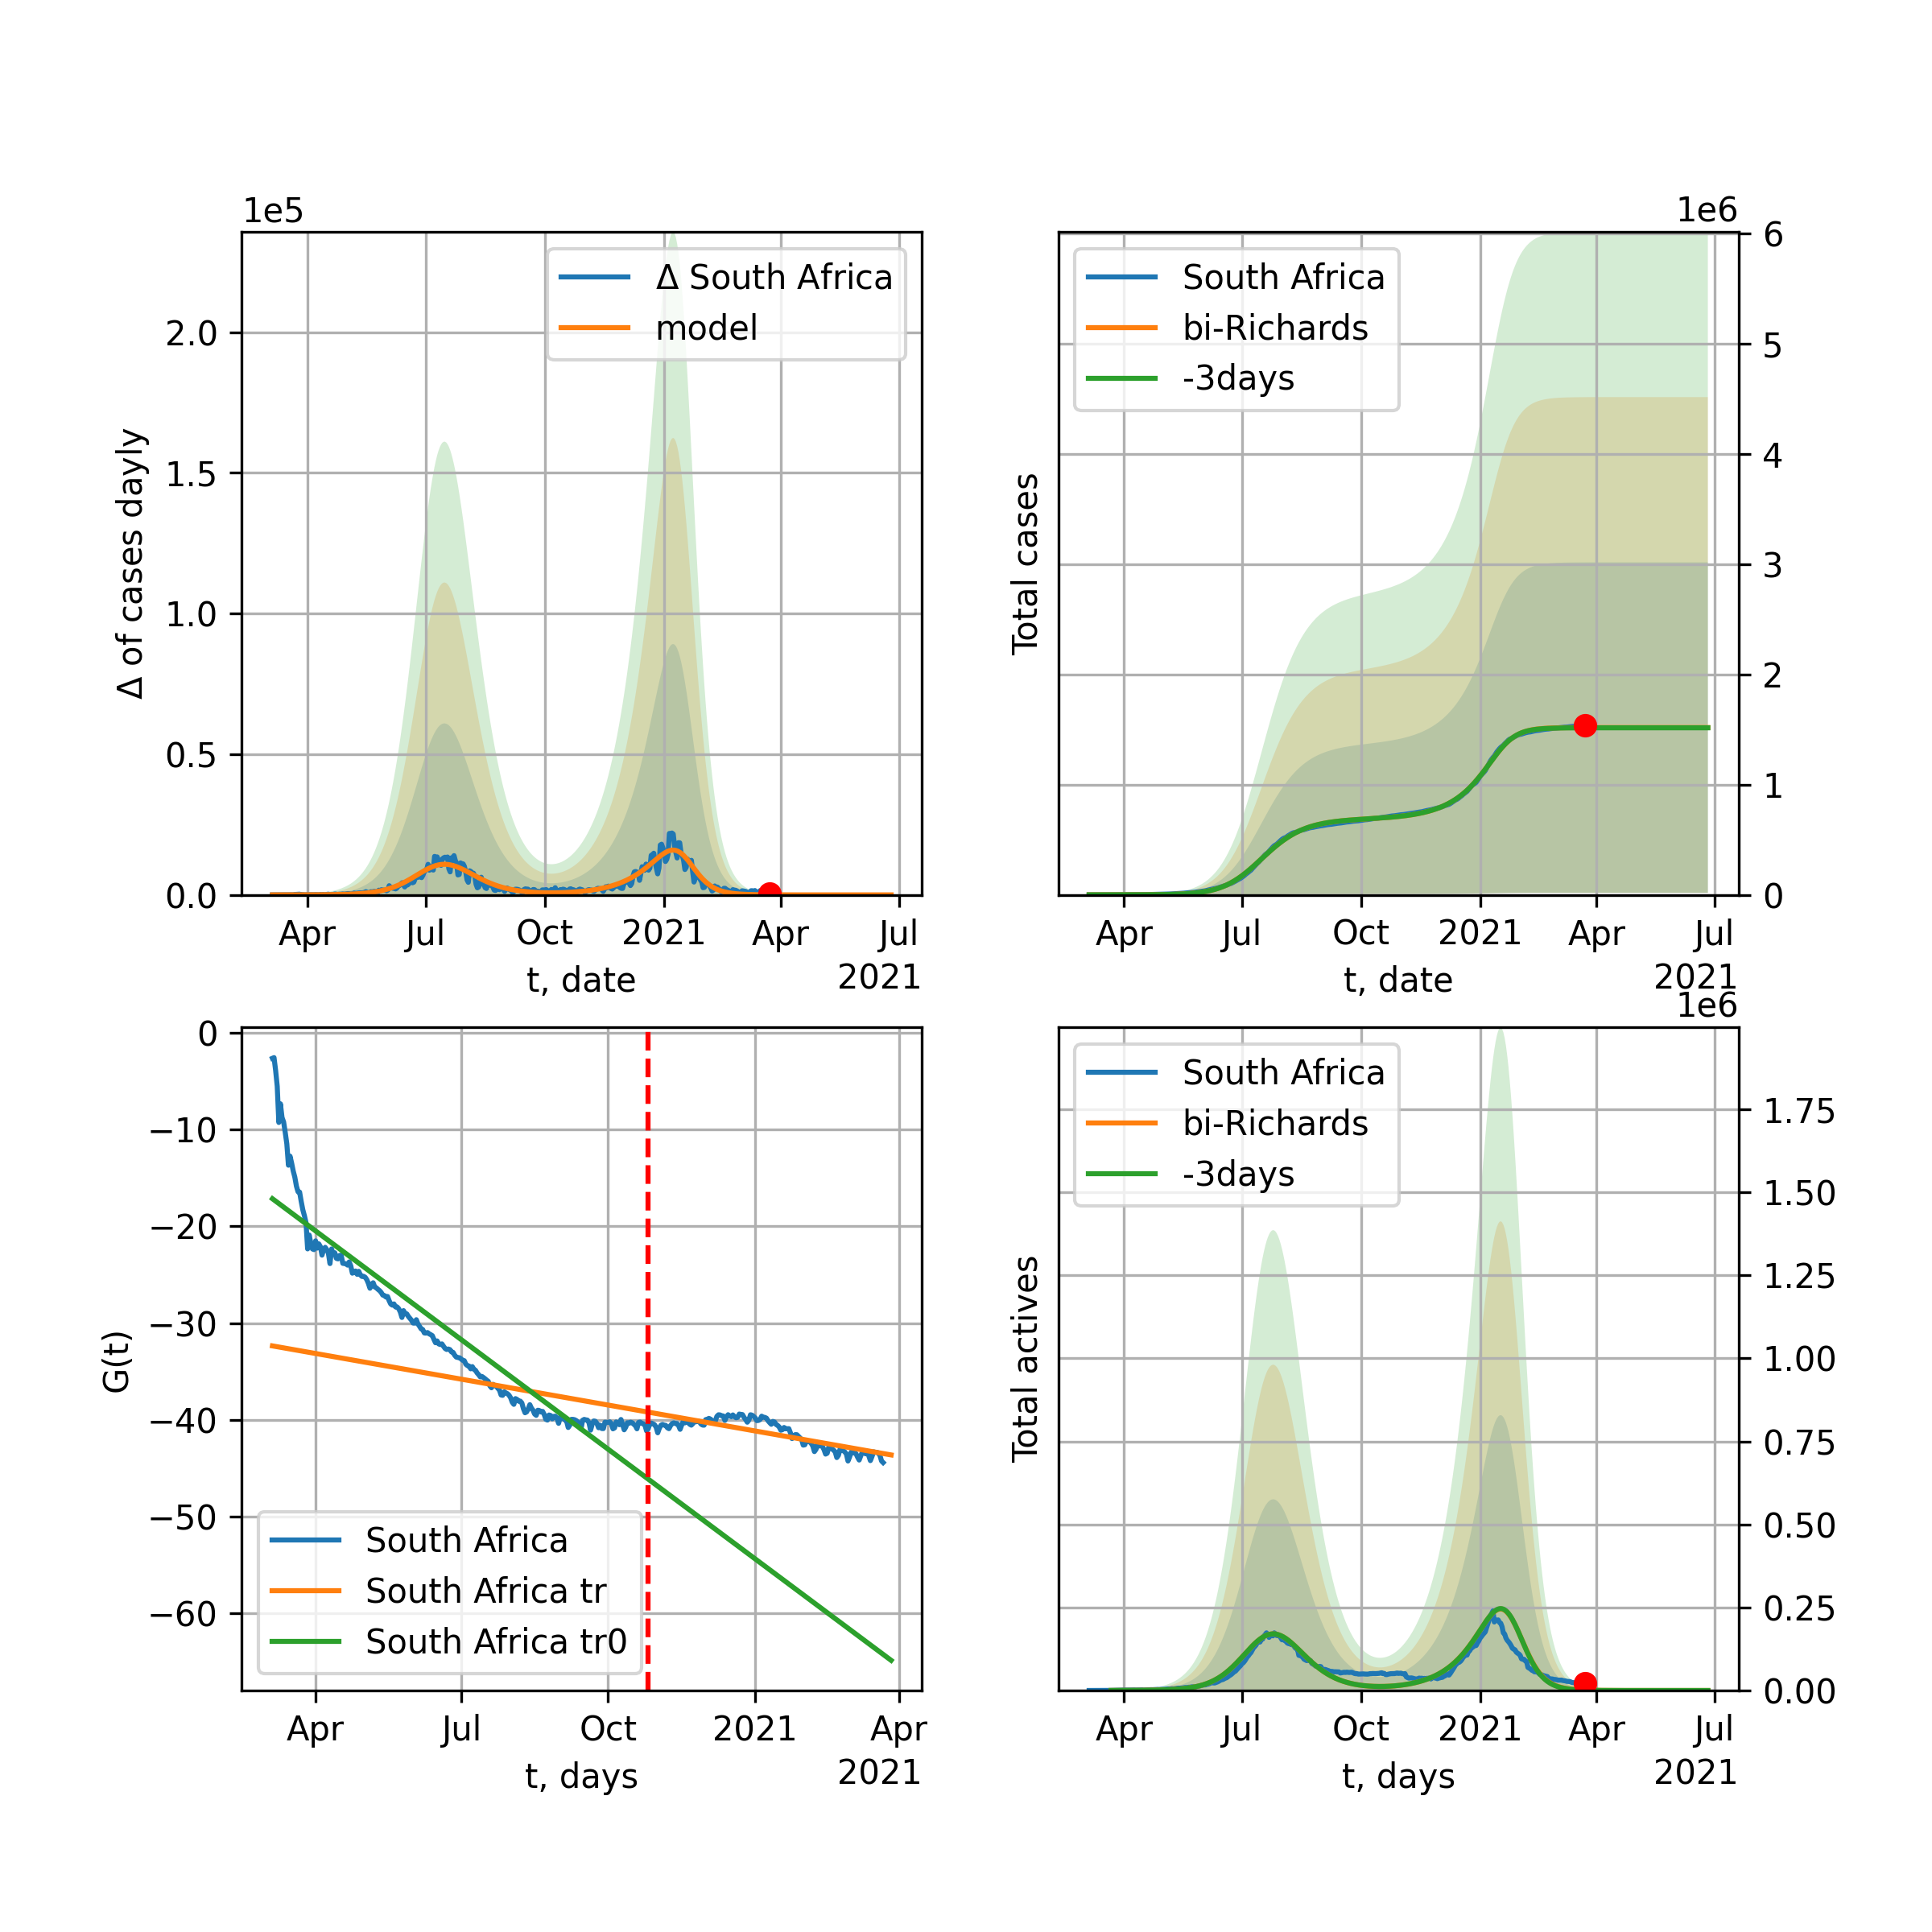 1e5
Δ South Africa
model
2.0
1.5
1.0
0.5
0.0
Δ of cases dayly
Apr Jul Oct 2021 Apr Jul
2021
t, date
1e6
South Africa
bi-Richards
-3days
6
5
4
3
2
1
0
Total cases
Apr Jul Oct 2021 Apr Jul
2021
t, date
0
−10
−20
−30
−40
−50
−60
G(t)
South Africa
South Africa tr
South Africa tr0
Apr Jul Oct 2021 Apr
2021
t, days
1e6
South Africa
bi-Richards
-3days
1.75
1.50
1.25
1.00
0.75
0.50
0.25
0.00
Total actives
Apr Jul Oct 2021 Apr Jul
2021
t, days